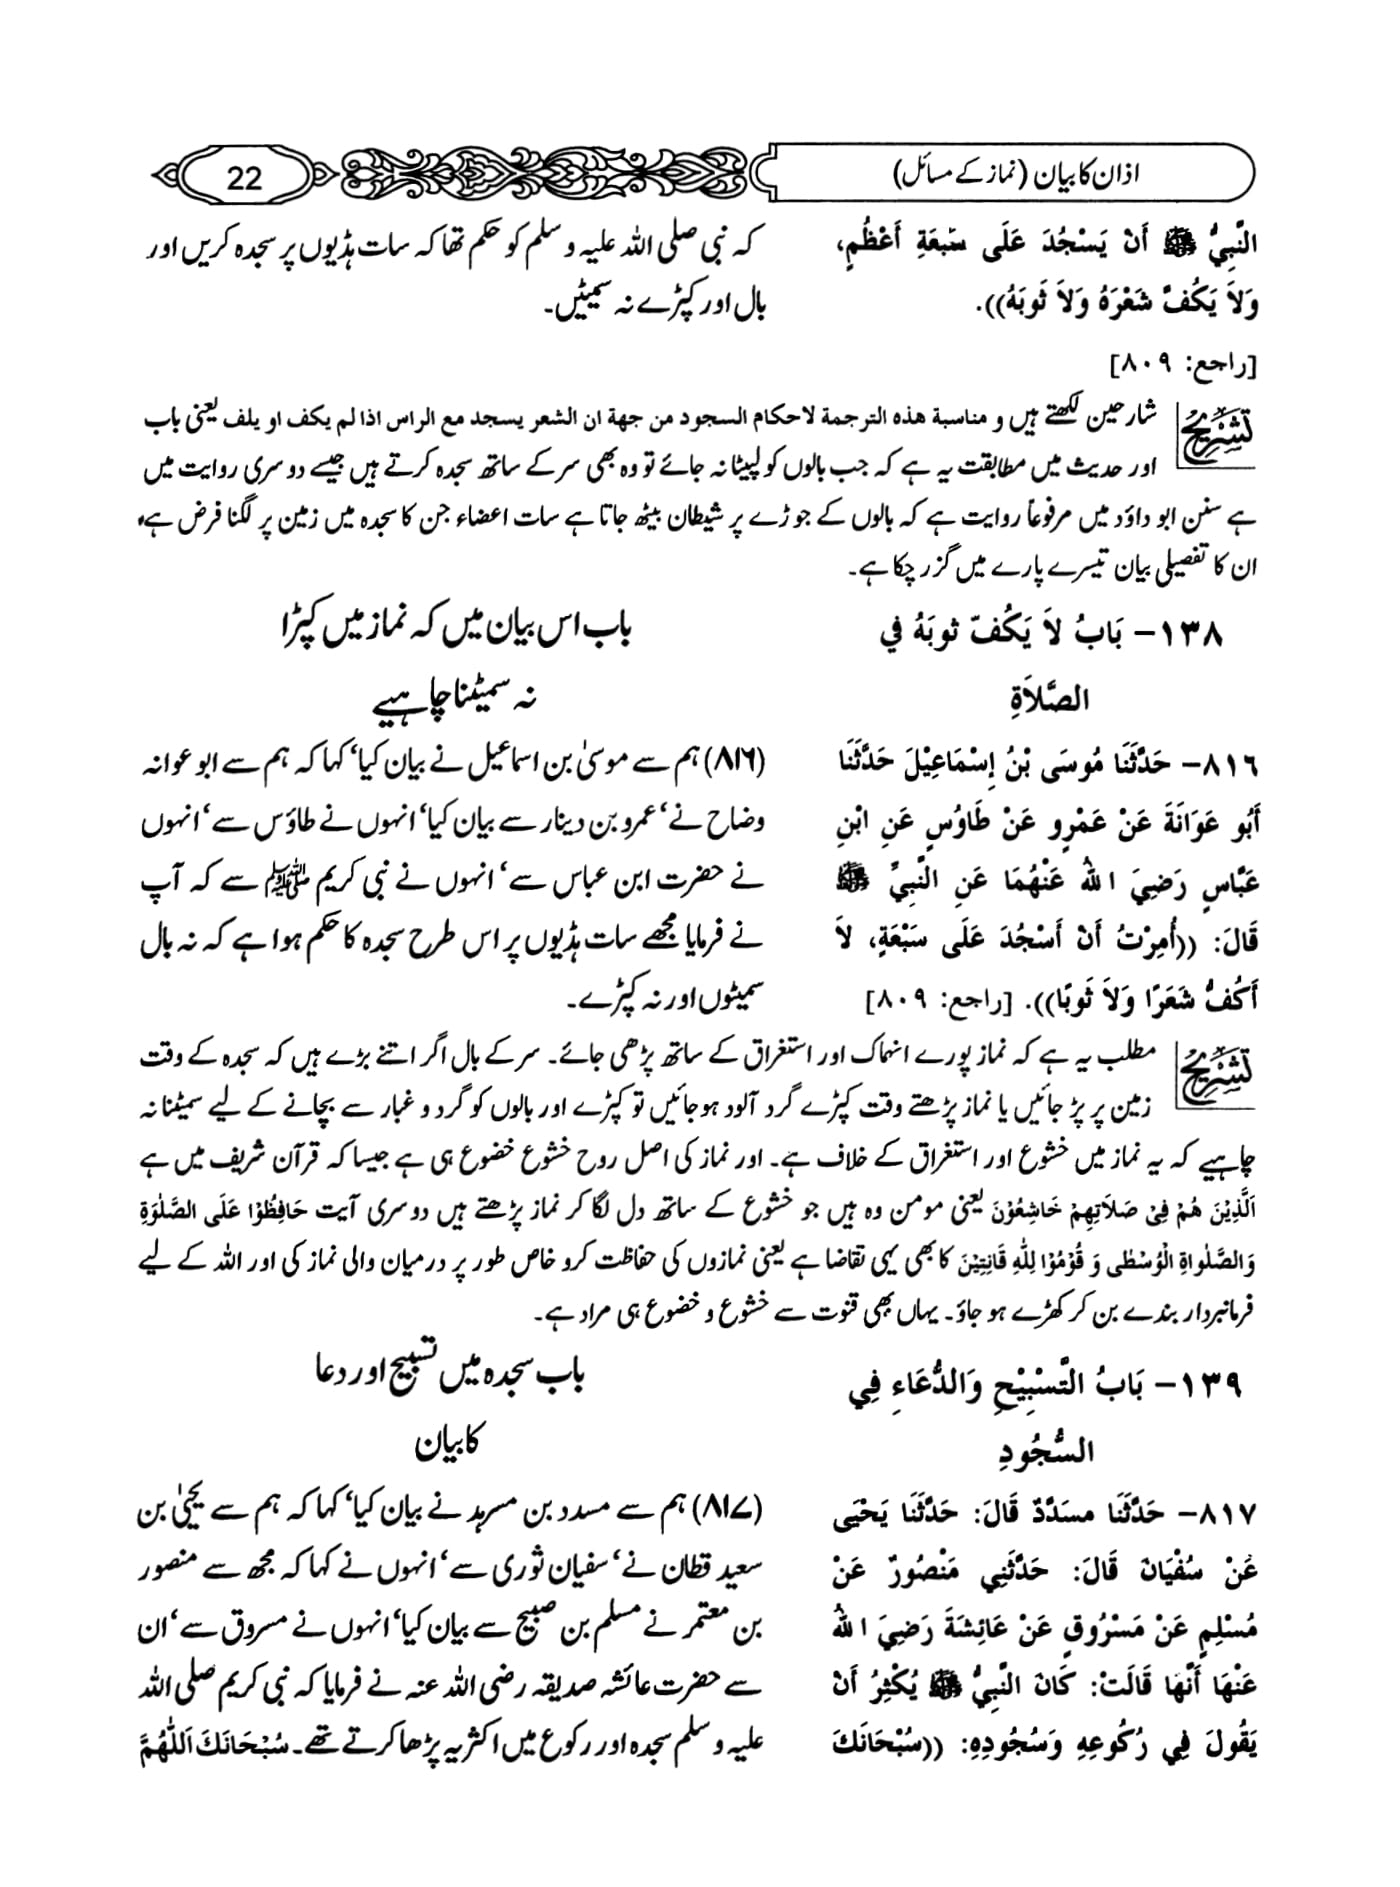 اذان کا بیان (نماز کے مسائل)
22
النَّبِيُّ ﷺ أَنْ يَسْجُدَ عَلَى سَبْعَةِ أَعْظُمٍ،
وَلاَ يَكُفَّ شَعْرَهُ وَلاَ ثَوبَهُ)).
[راجع: ٨٠٩]
کہ نبی صلی اللہ علیہ وسلم کو حکم تھا کہ سات ہڈیوں پر سجدہ کریں اور
بال اور کپڑے نہ سمیٹیں۔
تشریح
شارحین لکھتے ہیں و مناسبة هذه الترجمة لاحكام السجود من جهة ان الشعر يسجد مع الراس اذا لم يكف او يلف یعنی باب
اور حدیث میں مطابقت یہ ہے کہ جب بالوں کو لپیٹا نہ جائے تو وہ بھی سر کے ساتھ سجدہ کرتے ہیں جیسے دوسری روایت میں
ہے سنن ابو داؤد میں مرفوعاً روایت ہے کہ بالوں کے جوڑے پر شیطان بیٹھ جاتا ہے سات اعضاء جن کا سجدہ میں زمین پر لگنا فرض ہے،
ان کا تفصیلی بیان تیسرے پارے میں گزر چکا ہے۔
١٣٨- بَابُ لاَ يَكُفّ ثوبَهُ في
الصَّلاَةِ
باب اس بیان میں کہ نماز میں کپڑا
نہ سمیٹنا چاہیے
٨١٦- حَدَّثَنَا مُوسَى بْنُ إِسْمَاعِيْلَ حَدَّثَنَا
أَبُو عَوَانَةَ عَنْ عَمْرٍو عَنْ طَاوُسٍ عَنِ ابْنِ
عَبَّاسٍ رَضِيَ اللهُ عَنْهُمَا عَنِ النَّبِيِّ ﷺ
قَالَ: ((أُمِرْتُ أَنْ أَسْجُدَ عَلَى سَبْعَةٍ، لاَ
أَكُفُّ شَعَرًا وَلاَ ثَوبًا)). [راجع: ٨٠٩]
(۸۱۶) ہم سے موسیٰ بن اسماعیل نے بیان کیا‘ کہا کہ ہم سے ابو عوانہ
وضاح نے‘ عمرو بن دینار سے بیان کیا‘ انہوں نے طاؤس سے‘ انہوں
نے حضرت ابن عباس سے‘ انہوں نے نبی کریم ﷺ سے کہ آپ
نے فرمایا مجھے سات ہڈیوں پر اس طرح سجدہ کا حکم ہوا ہے کہ نہ بال
سمیٹوں اور نہ کپڑے۔
تشریح
مطلب یہ ہے کہ نماز پورے انہماک اور استغراق کے ساتھ پڑھی جائے۔ سر کے بال اگر اتنے بڑے ہیں کہ سجدہ کے وقت
زمین پر پڑ جائیں یا نماز پڑھتے وقت کپڑے گرد آلود ہو جائیں تو کپڑے اور بالوں کو گرد و غبار سے بچانے کے لیے سمیٹنا نہ
چاہیے کہ یہ نماز میں خشوع اور استغراق کے خلاف ہے۔ اور نماز کی اصل روح خشوع خضوع ہی ہے جیسا کہ قرآن شریف میں ہے
اَلَّذِيْنَ هُمْ فِىْ صَلَاتِهِمْ خَاشِعُوْنَ یعنی مومن وہ ہیں جو خشوع کے ساتھ دل لگا کر نماز پڑھتے ہیں دوسری آیت حَافِظُوْا عَلَى الصَّلٰوةِ
وَالصَّلٰواةِ الْوُسْطٰى وَ قُوْمُوْا لِلّٰهِ قَانِتِيْنَ کا بھی یہی تقاضا ہے یعنی نمازوں کی حفاظت کرو خاص طور پر درمیان والی نماز کی اور اللہ کے لیے
فرمانبردار بندے بن کر کھڑے ہو جاؤ۔ یہاں بھی قنوت سے خشوع و خضوع ہی مراد ہے۔
١٣٩- بَابُ التَّسْبِيْحِ وَالدُّعَاءِ فِي
السُّجُودِ
باب سجدہ میں تسبیح اور دعا
کا بیان
٨١٧- حَدَّثَنَا مسَدَّدٌ قَالَ: حَدَّثَنَا يَحْيَى
عَنْ سُفْيَانَ قَالَ: حَدَّثَنِي مَنْصُورٌ عَنْ
مُسْلِمٍ عَنْ مَسْرُوقٍ عَنْ عَائِشَةَ رَضِيَ اللهُ
عَنْهَا أَنَّهَا قَالَتْ: كَانَ النَّبِيُّ ﷺ يُكْثِرُ أَنْ
يَقُولَ فِي رُكُوعِهِ وَسُجُودِهِ: ((سُبْحَانَكَ
(۸۱۷) ہم سے مسدد بن مسرہد نے بیان کیا‘ کہا کہ ہم سے یحییٰ بن
سعید قطان نے‘ سفیان ثوری سے‘ انہوں نے کہا کہ مجھ سے منصور
بن معتمر نے مسلم بن صبیح سے بیان کیا‘ انہوں نے مسروق سے‘ ان
سے حضرت عائشہ صدیقہ رضی اللہ عنہ نے فرمایا کہ نبی کریم صلی اللہ
علیہ وسلم سجدہ اور رکوع میں اکثر یہ پڑھا کرتے تھے۔ سُبْحَانَكَ اَللّٰهُمَّ